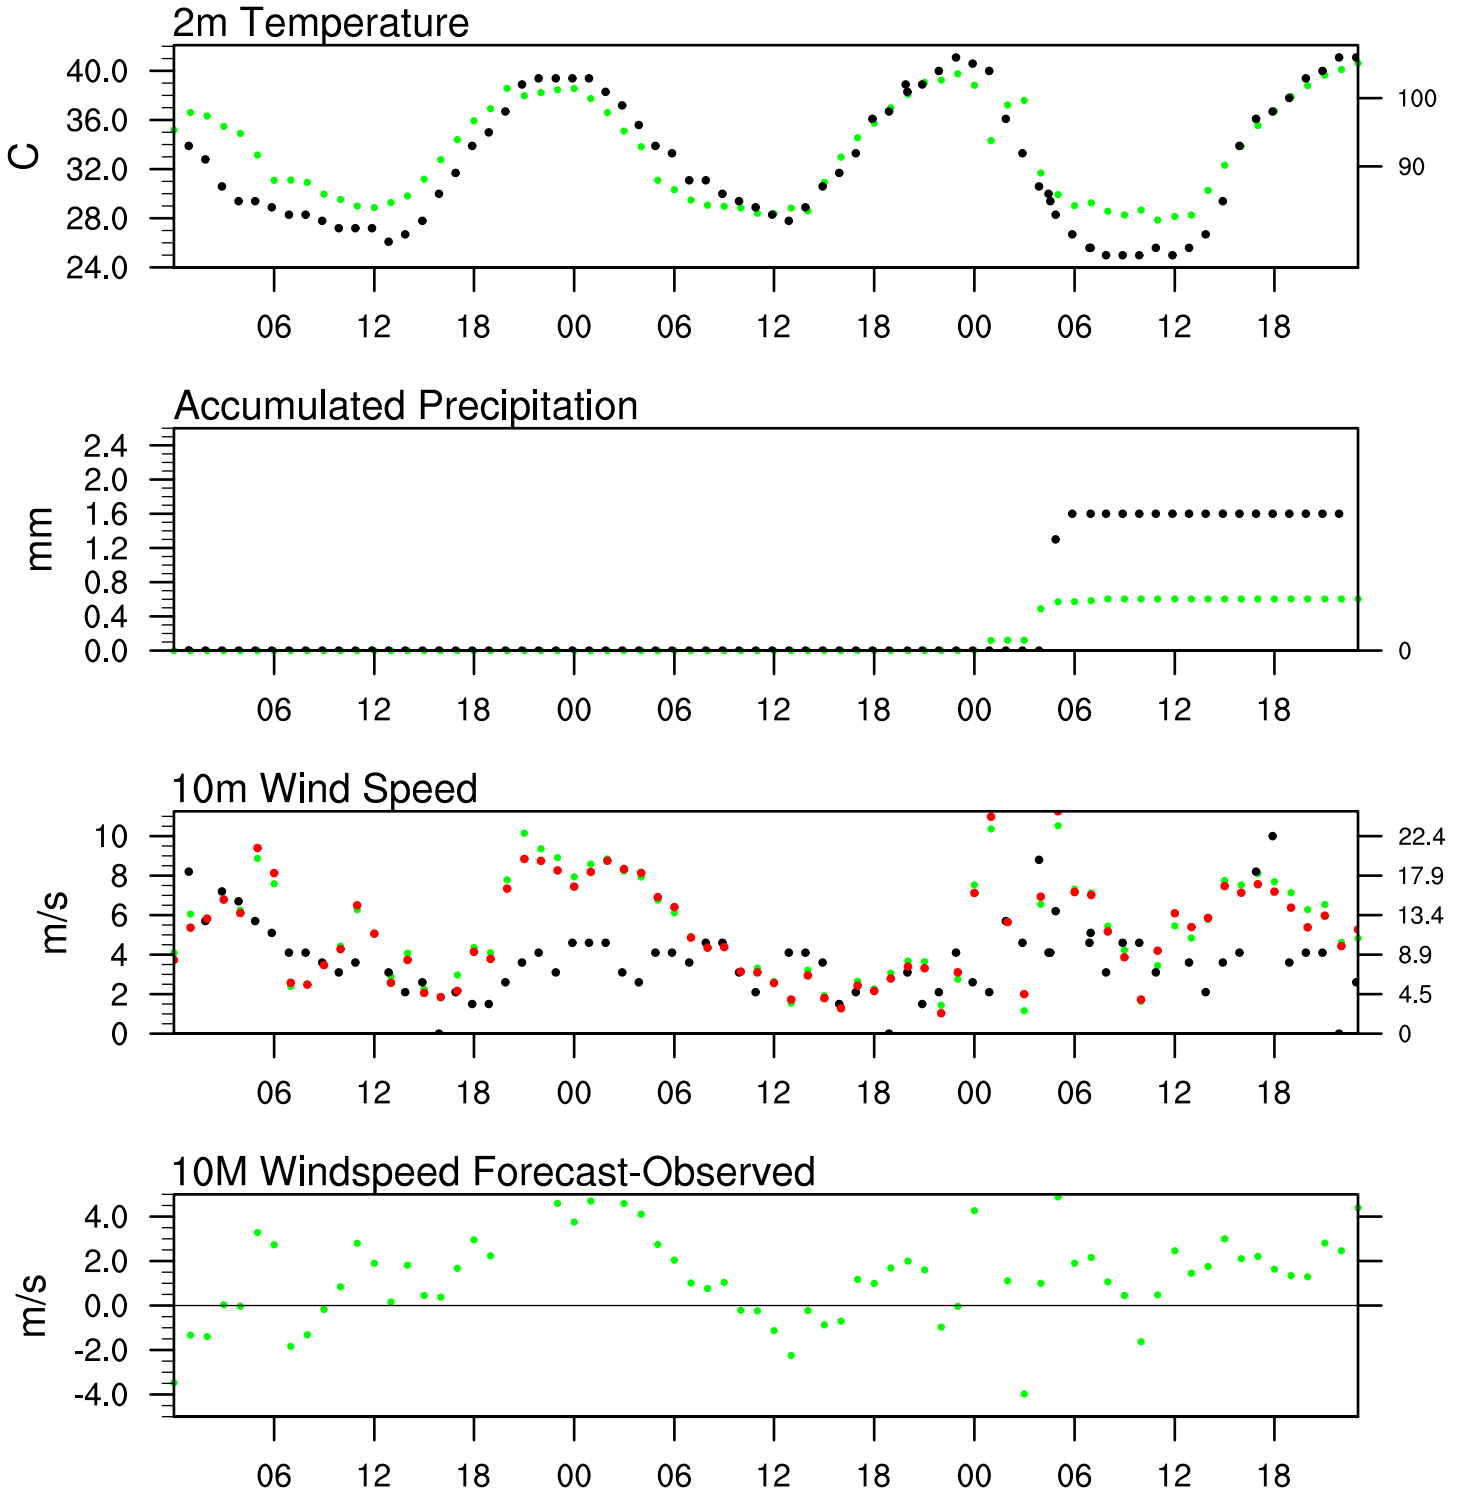 2m Temperature
40.0
36.0
32.0
28.0
24.0
C
100
90
06 12 18 00 06 12 18 00 06 12 18
Accumulated Precipitation
2.4
2.0
1.6
1.2
0.8
0.4
0.0
mm
0
06 12 18 00 06 12 18 00 06 12 18
10m Wind Speed
10
8
6
4
2
0
m/s
22.4
17.9
13.4
8.9
4.5
0
06 12 18 00 06 12 18 00 06 12 18
10M Windspeed Forecast-Observed
4.0
2.0
0.0
-2.0
-4.0
m/s
06 12 18 00 06 12 18 00 06 12 18